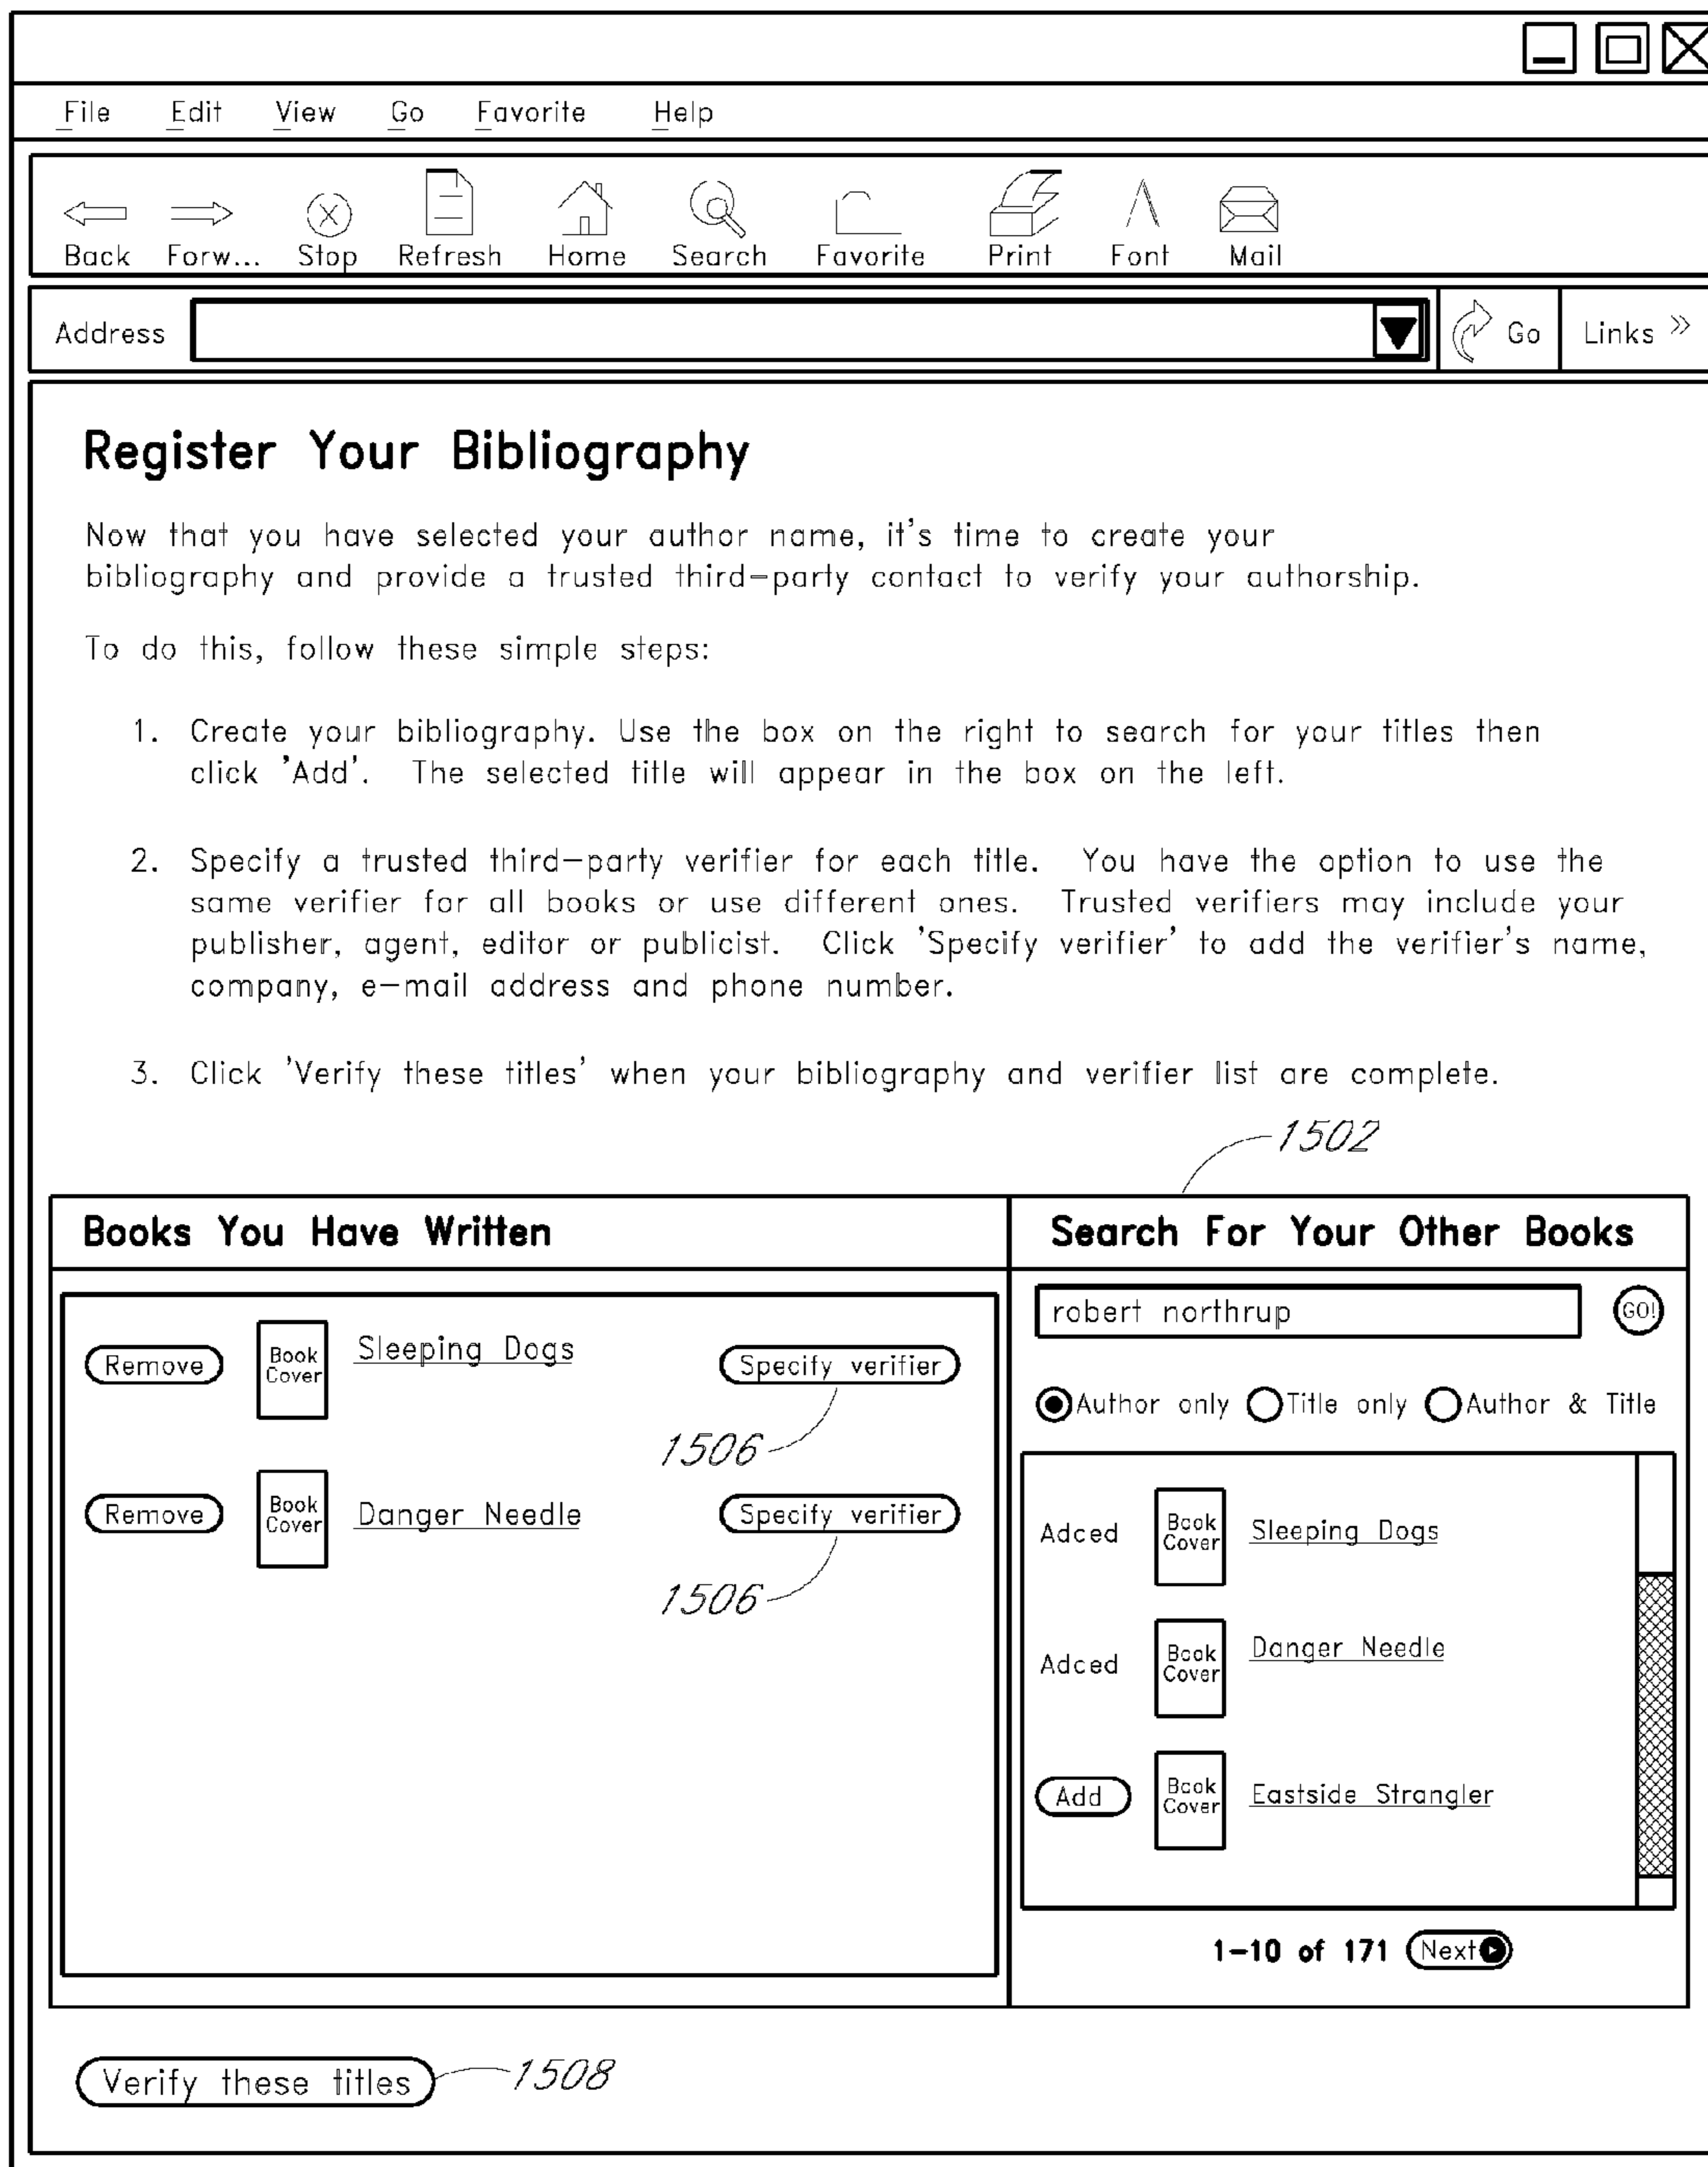 File Edit View Go Favorite Help
Back Forw... Stop Refresh Home Search Favorite Print Font Mail
Address Go Links »
Register Your Bibliography
Now that you have selected your author name, it's time to create your
bibliography and provide a trusted third-party contact to verify your authorship.
To do this, follow these simple steps:
1. Create your bibliography. Use the box on the right to search for your titles then
click 'Add'. The selected title will appear in the box on the left.
2. Specify a trusted third-party verifier for each title. You have the option to use the
same verifier for all books or use different ones. Trusted verifiers may include your
publisher, agent, editor or publicist. Click 'Specify verifier' to add the verifier's name,
company, e-mail address and phone number.
3. Click 'Verify these titles' when your bibliography and verifier list are complete.
1502
Books You Have Written
Remove Book Cover Sleeping Dogs Specify verifier
1506
Remove Book Cover Danger Needle Specify verifier
1506
Search For Your Other Books
robert northrup GO!
Author only Title only Author & Title
Adced Book Cover Sleeping Dogs
Adced Book Cover Danger Needle
Add Book Cover Eastside Strangler
1-10 of 171 Next
Verify these titles 1508